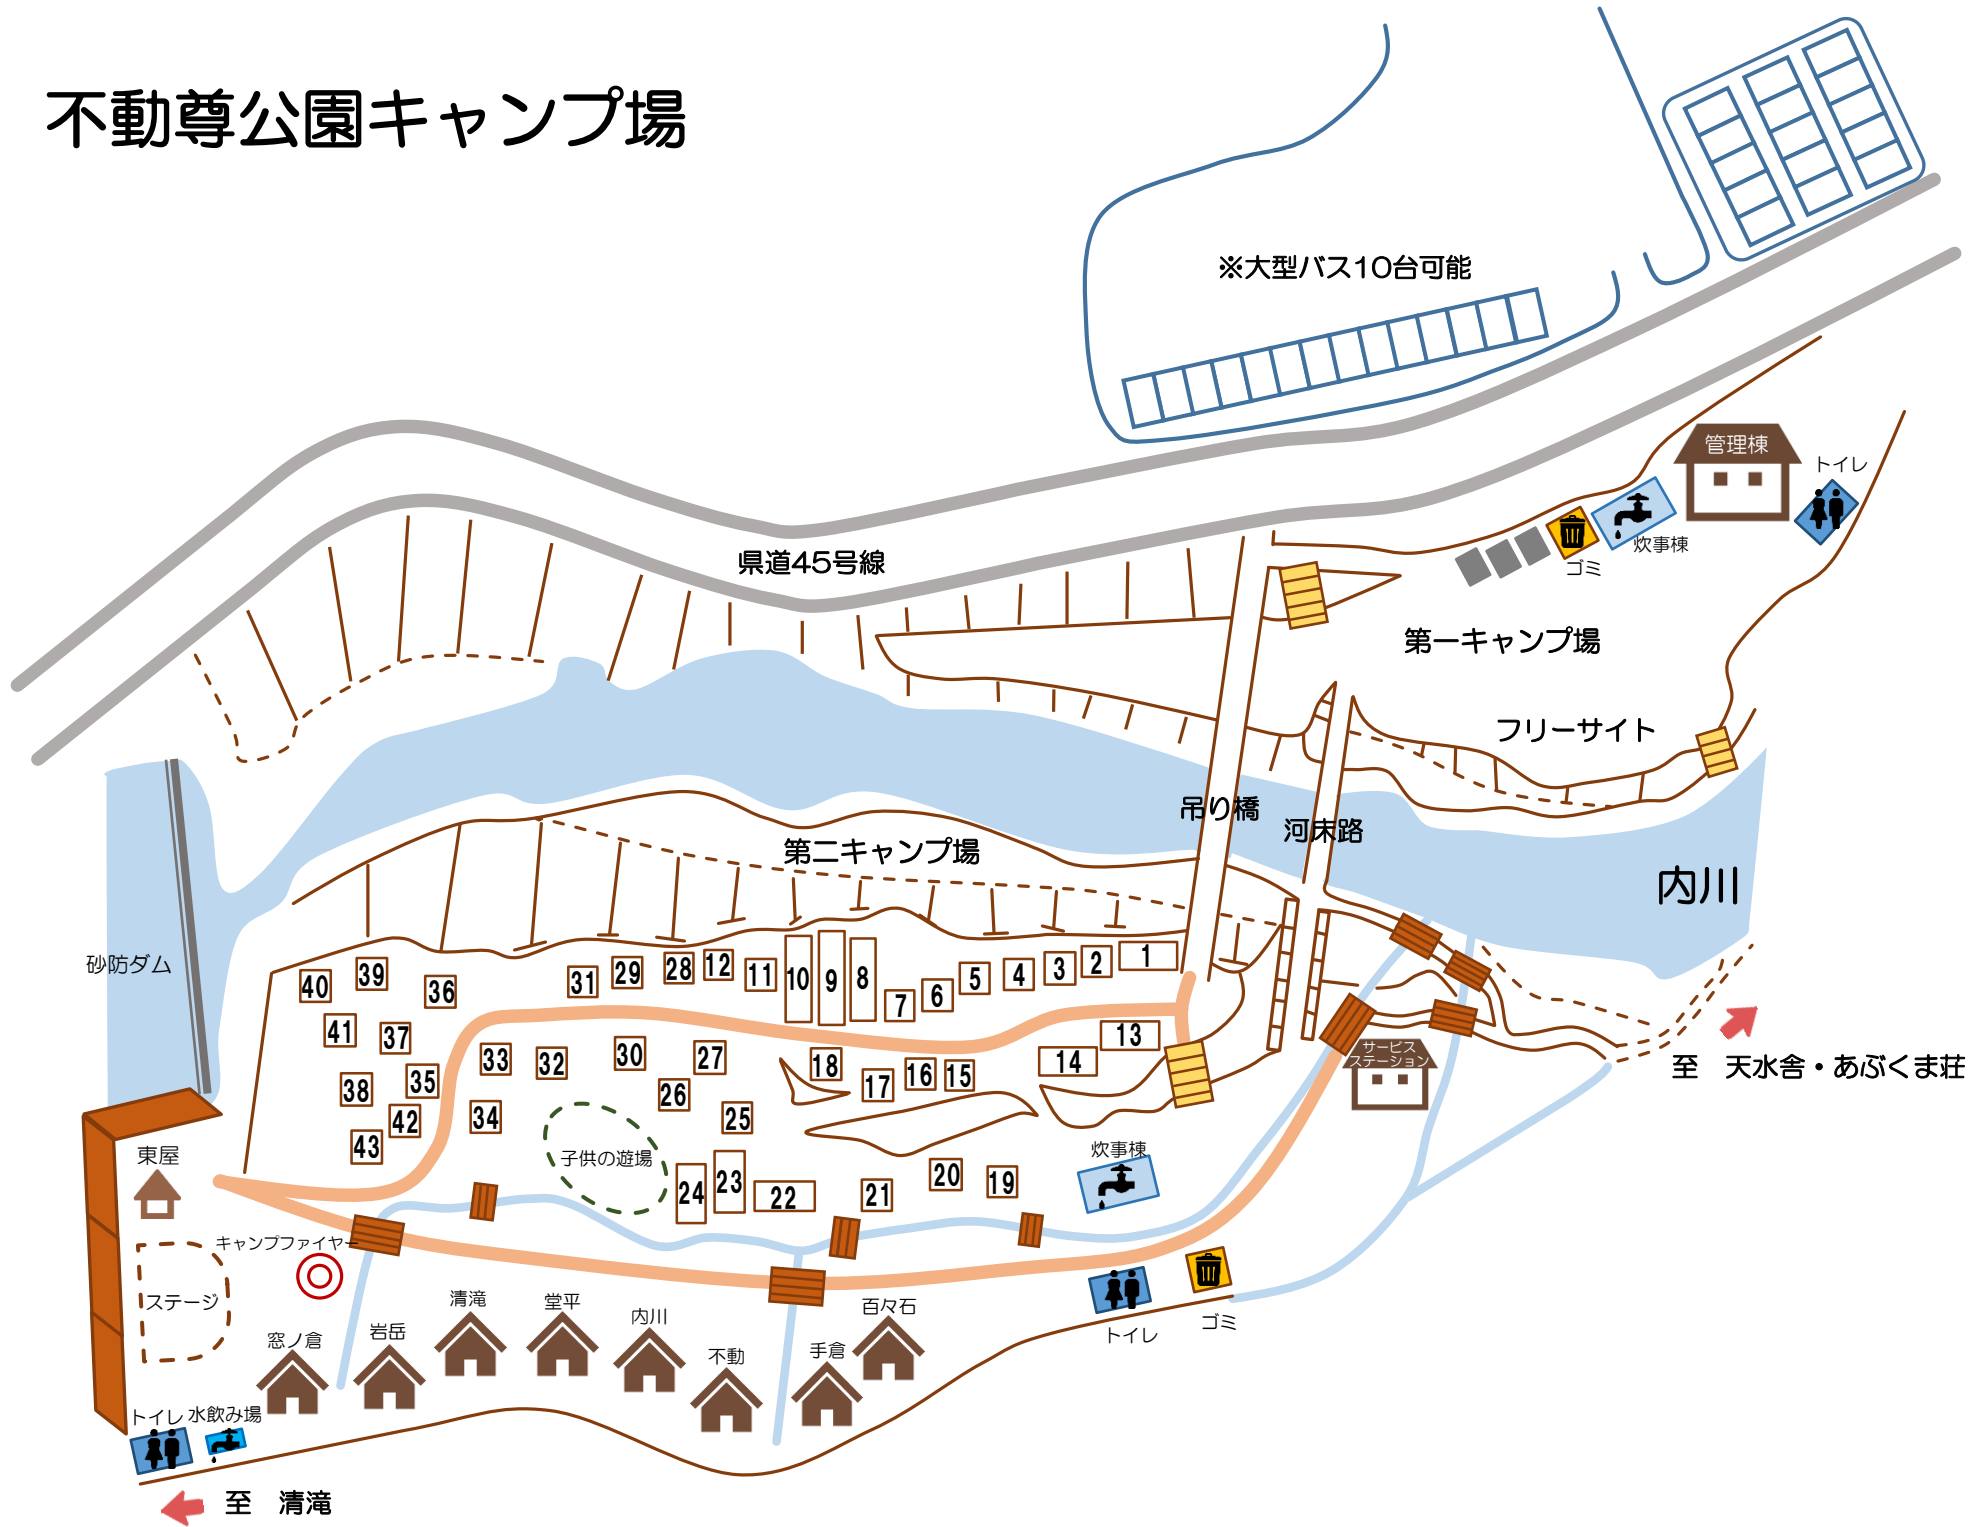 不動尊公園キャンプ場
※大型バス10台可能
管理棟
トイレ
炊事棟
ゴミ
県道45号線
第一キャンプ場
フリーサイト
吊り橋
河床路
第二キャンプ場
内川
砂防ダム
40
39
36
31
29
28
12
11
10
9
8
7
6
5
4
3
2
1
41
37
33
32
30
27
18
17
16
15
14
13
38
35
26
25
34
42
43
サービス
ステーション
至 天水舎・あぶくま荘
東屋
子供の遊場
24
23
22
21
20
19
炊事棟
キャンプファイヤー
ステージ
窓ノ倉
岩岳
清滝
堂平
内川
不動
手倉
百々石
トイレ
ゴミ
トイレ
水飲み場
至 清滝